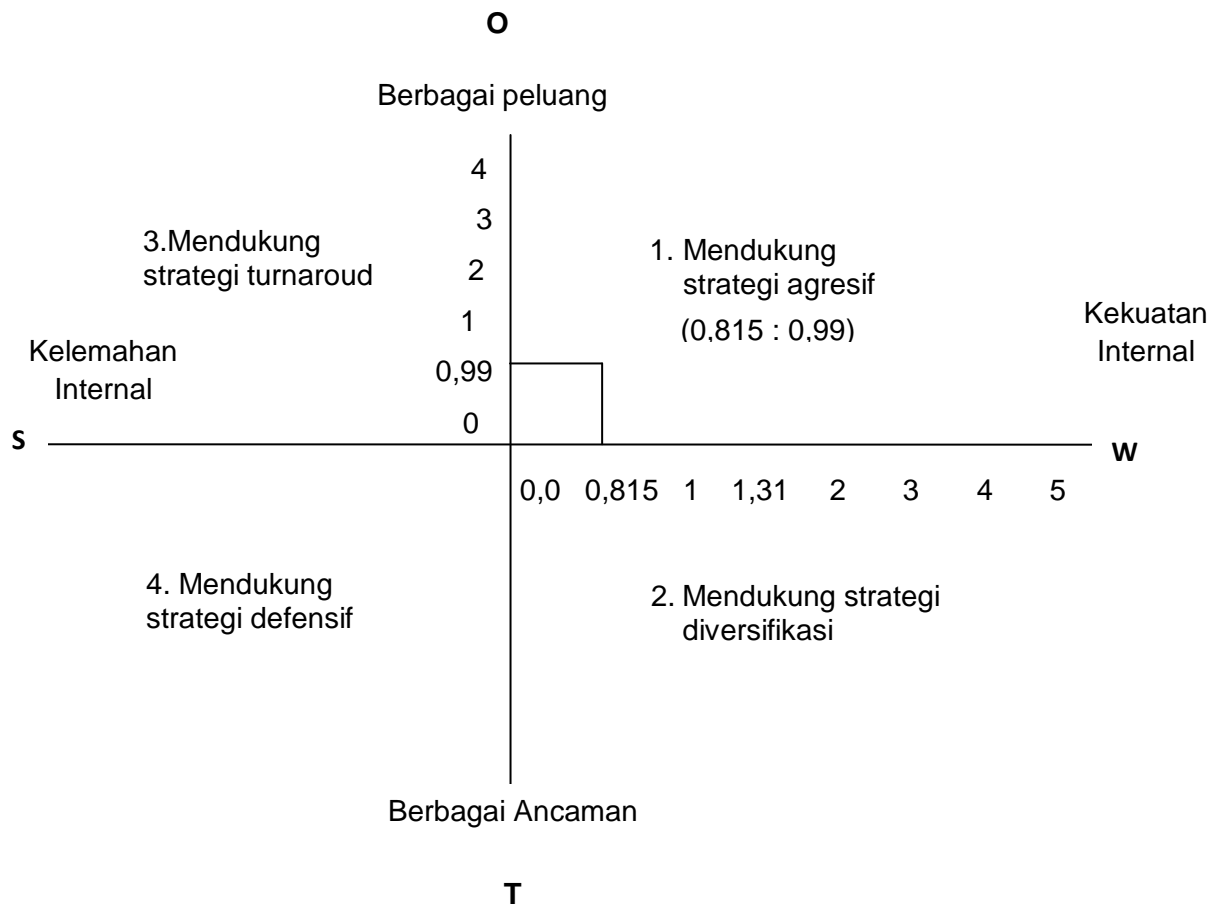 O
Berbagai peluang
4
3
2
1
0,99
0
3.Mendukung
strategi turnaroud
1. Mendukung
strategi agresif
(0,815 : 0,99)
Kekuatan
Internal
Kelemahan
Internal
S
W
0,0 0,815 1 1,31 2 3 4 5
4. Mendukung
strategi defensif
2. Mendukung strategi
diversifikasi
Berbagai Ancaman
T